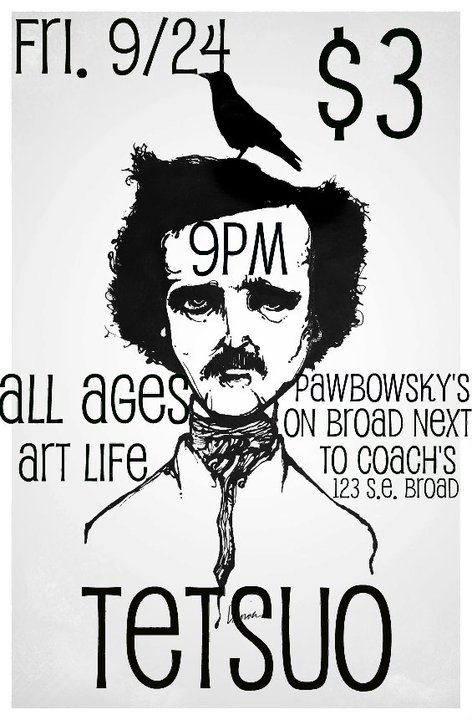 Fri. 9/24
$3
9PM
ALL AGES
ART LIFE
PAWBOWSKY'S
ON BROAD NEXT
TO COACH'S
123 S.E. BROAD
TETSUO